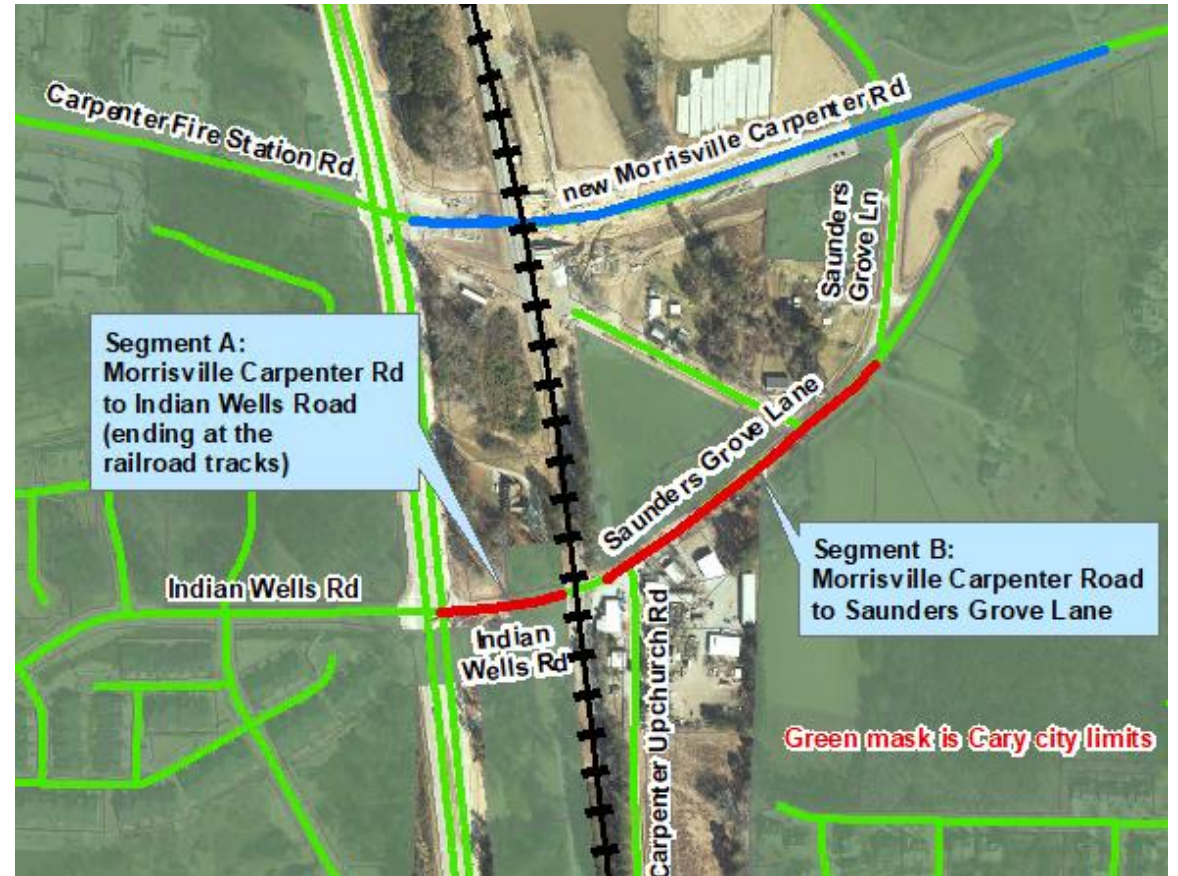 Carpenter Fire Station Rd
new Morrisville Carpenter Rd
Saunders
Grove Ln
Segment A:
Morrisville Carpenter Rd
to Indian Wells Road
(ending at the
railroad tracks)
Saunders Grove Lane
Segment B:
Morrisville Carpenter Road
to Saunders Grove Lane
Indian Wells Rd
Indian
Wells Rd
Carpenter Upchurch Rd
Green mask is Cary city limits